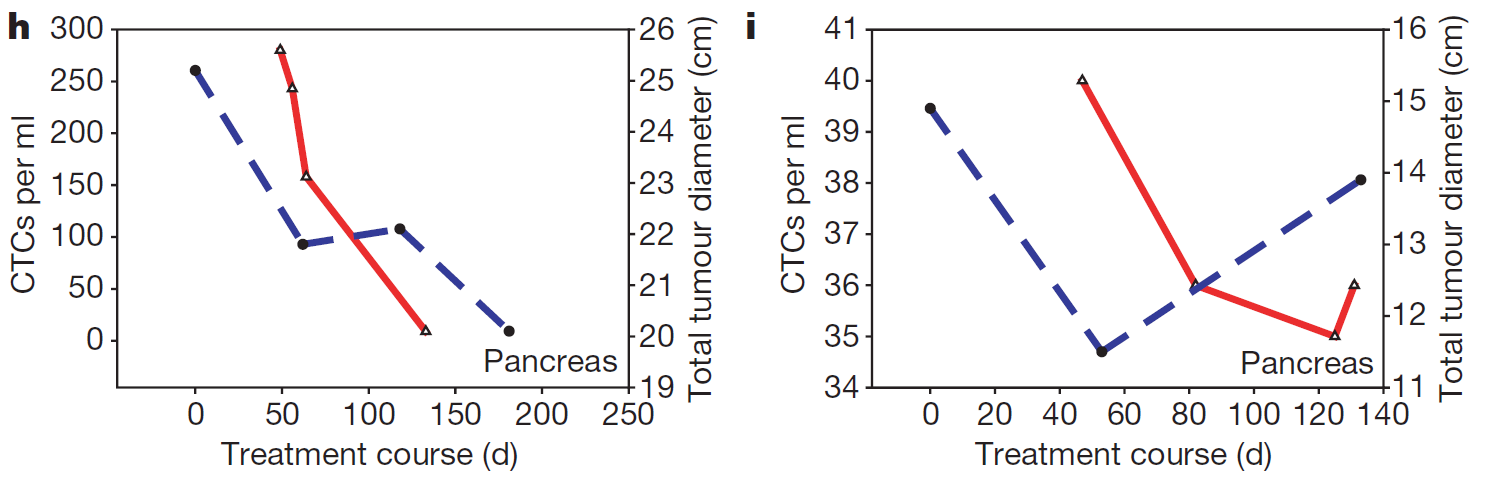 h
CTCs per ml
300
250
200
150
100
50
0
26
25
24
23
22
21
20
19
Total tumour diameter (cm)
Pancreas
0 50 100 150 200 250
Treatment course (d)
i
CTCs per ml
41
40
39
38
37
36
35
34
16
15
14
13
12
11
Total tumour diameter (cm)
Pancreas
0 20 40 60 80 100 120 140
Treatment course (d)